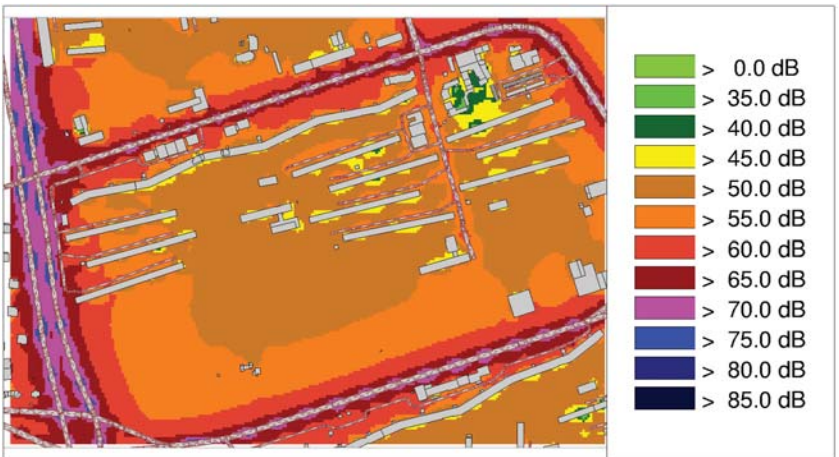 > 0.0 dB
> 35.0 dB
> 40.0 dB
> 45.0 dB
> 50.0 dB
> 55.0 dB
> 60.0 dB
> 65.0 dB
> 70.0 dB
> 75.0 dB
> 80.0 dB
> 85.0 dB